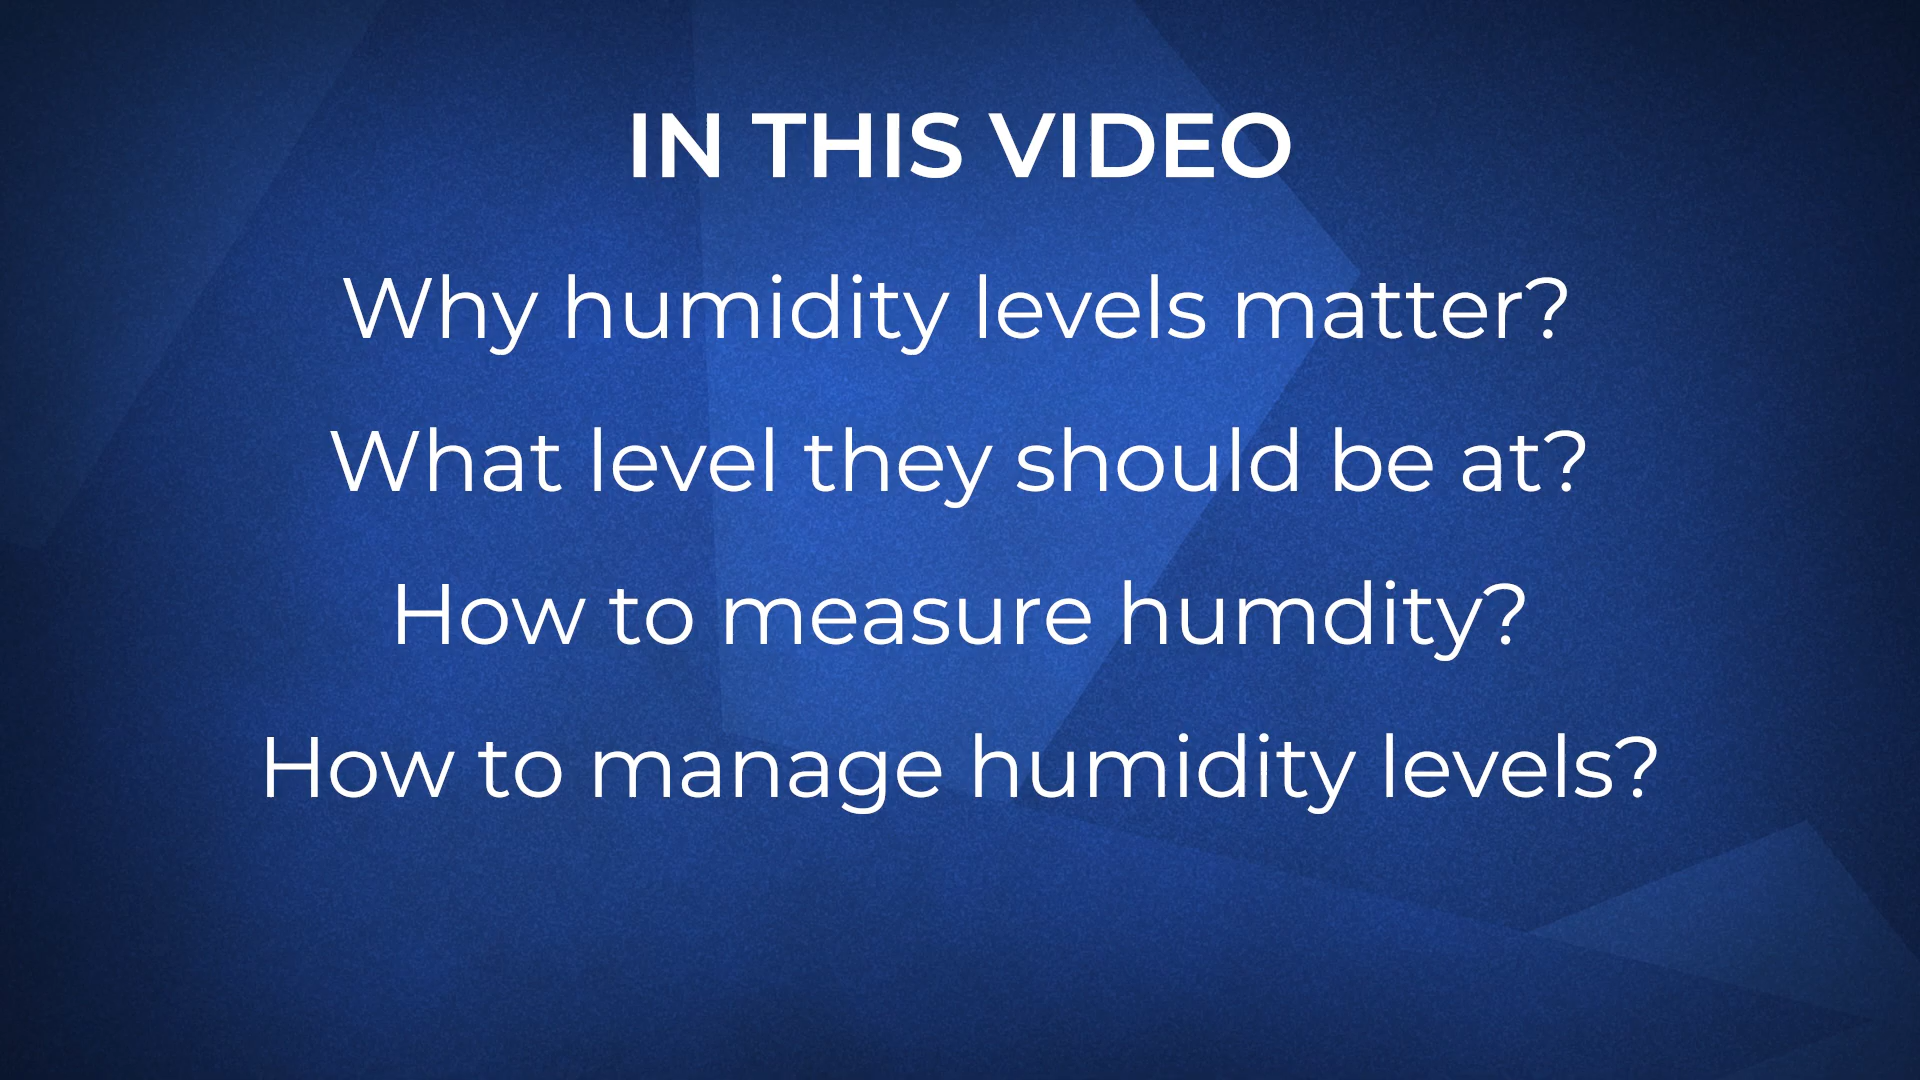 IN THIS VIDEO
Why humidity levels matter?
What level they should be at?
How to measure humdity?
How to manage humidity levels?